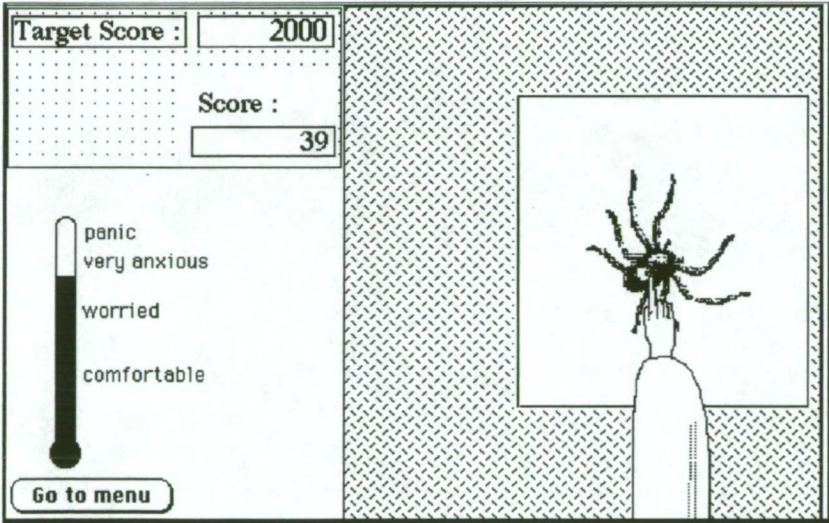 Target Score : 2000
Score :
39
panic
very anxious
worried
comfortable
Go to menu